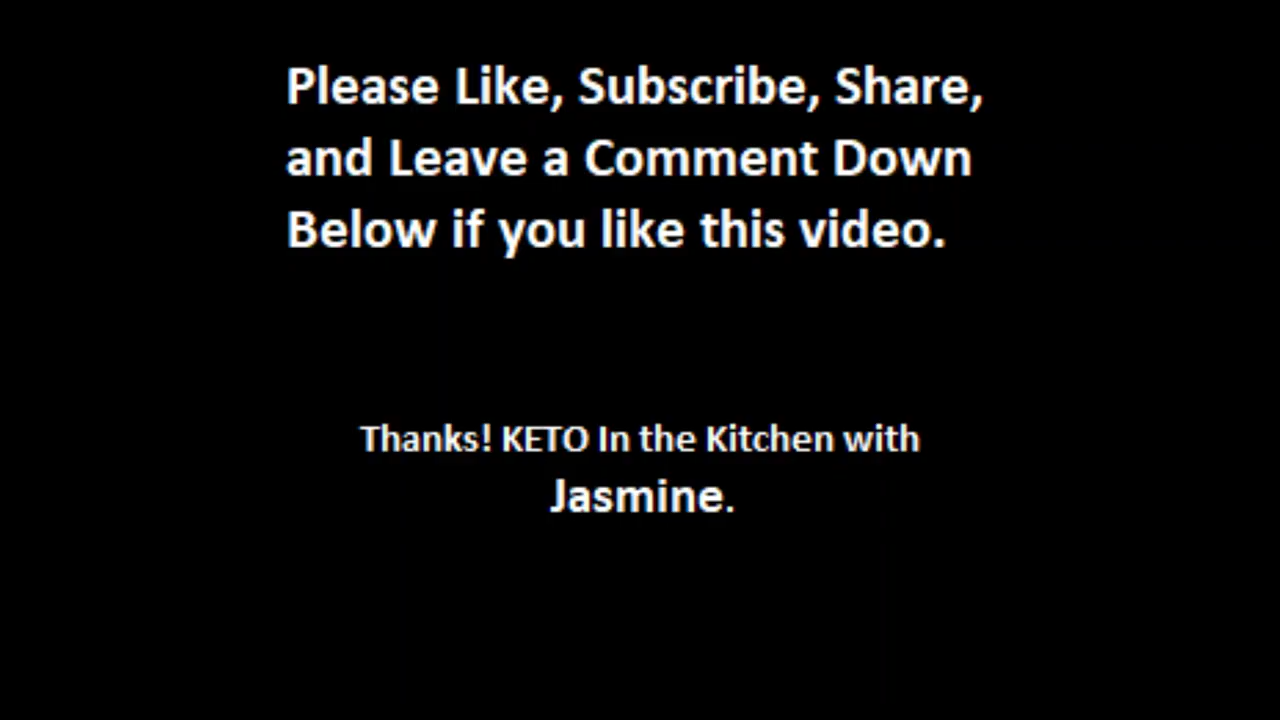 Please Like, Subscribe, Share,
and Leave a Comment Down
Below if you like this video.
Thanks! KETO In the Kitchen with
Jasmine.